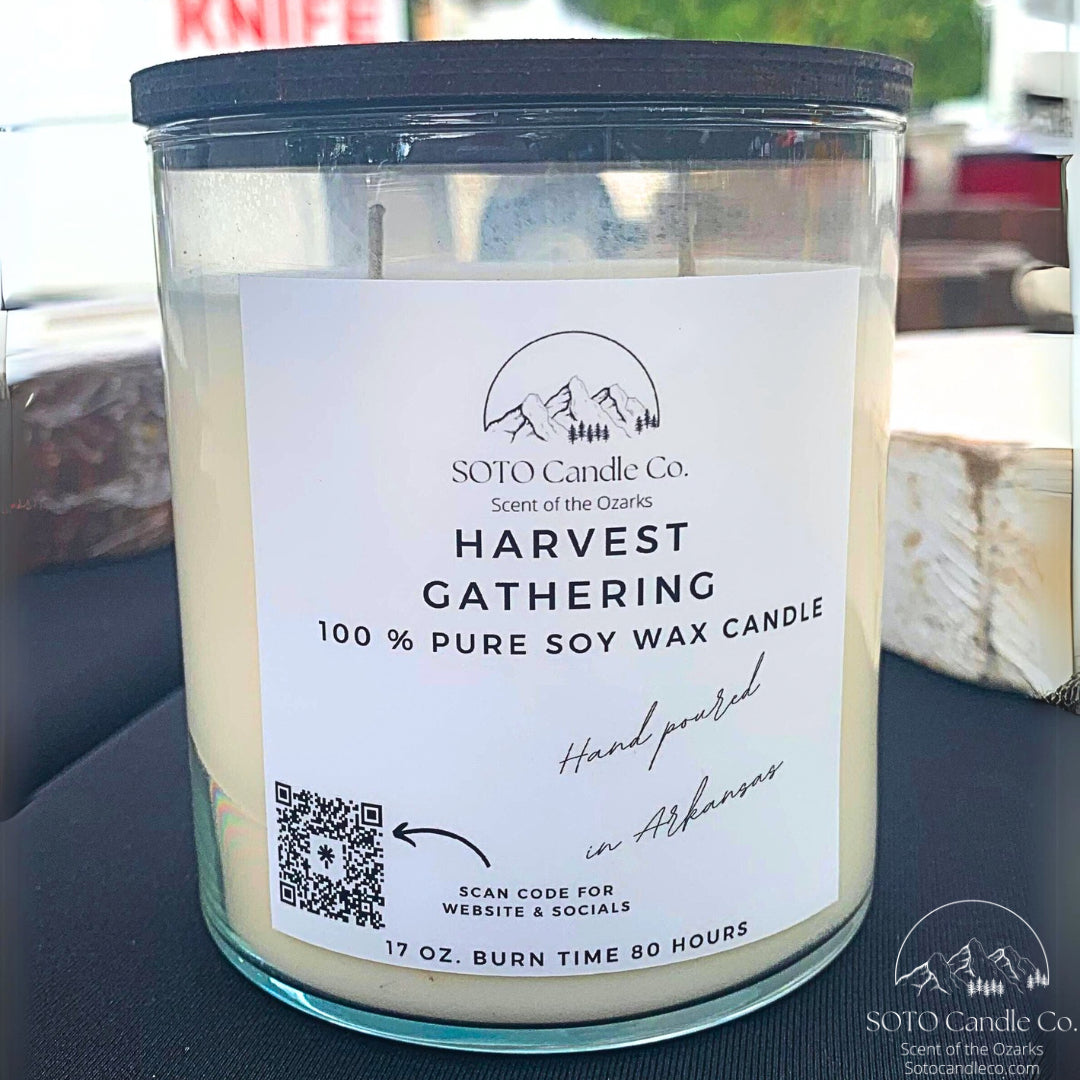 KNIFE
SOTO Candle Co.
Scent of the Ozarks
HARVEST
GATHERING
100 % PURE SOY WAX CANDLE
Hand poured
in Arkansas
SCAN CODE FOR
WEBSITE & SOCIALS
17 OZ. BURN TIME 80 HOURS
SOTO Candle Co.
Scent of the Ozarks
Sotocandleco.com